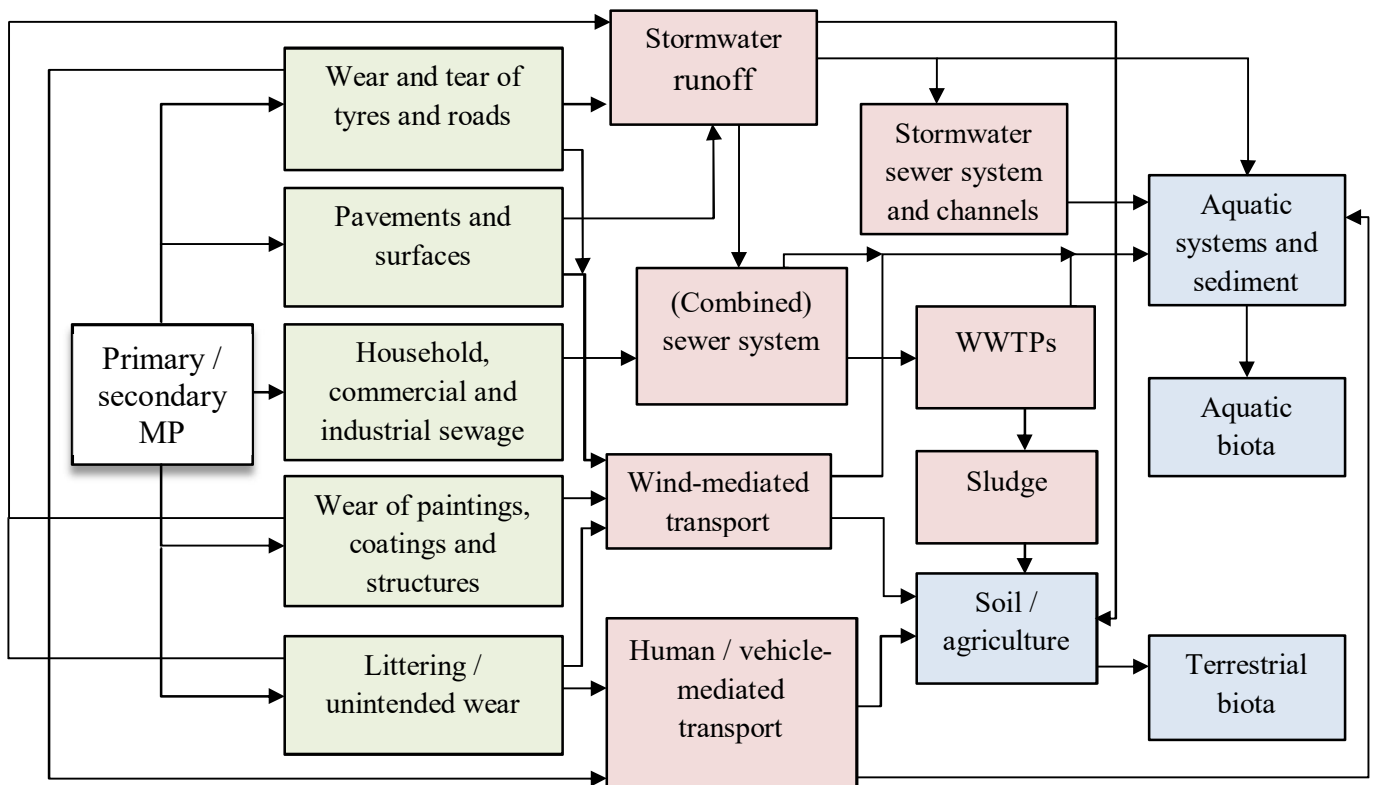 Stormwater
runoff
Wear and tear of
tyres and roads
Stormwater
sewer system
and channels
Pavements and
surfaces
Aquatic
systems and
sediment
(Combined)
sewer system
WWTPs
Primary /
secondary
MP
Household,
commercial and
industrial sewage
Aquatic
biota
Wind-mediated
transport
Sludge
Wear of paintings,
coatings and
structures
Soil /
agriculture
Littering /
unintended wear
Human / vehicle-
mediated
transport
Terrestrial
biota